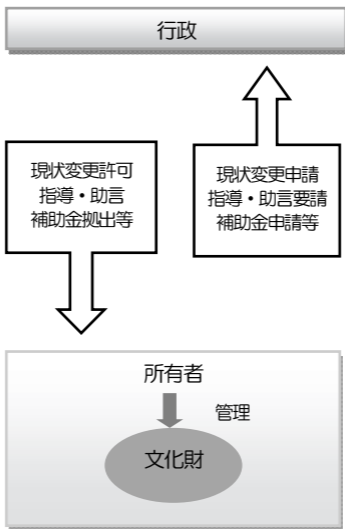 行政
現状変更許可
指導・助言
補助金拠出等
現状変更申請
指導・助言要請
補助金申請等
所有者
管理
文化財